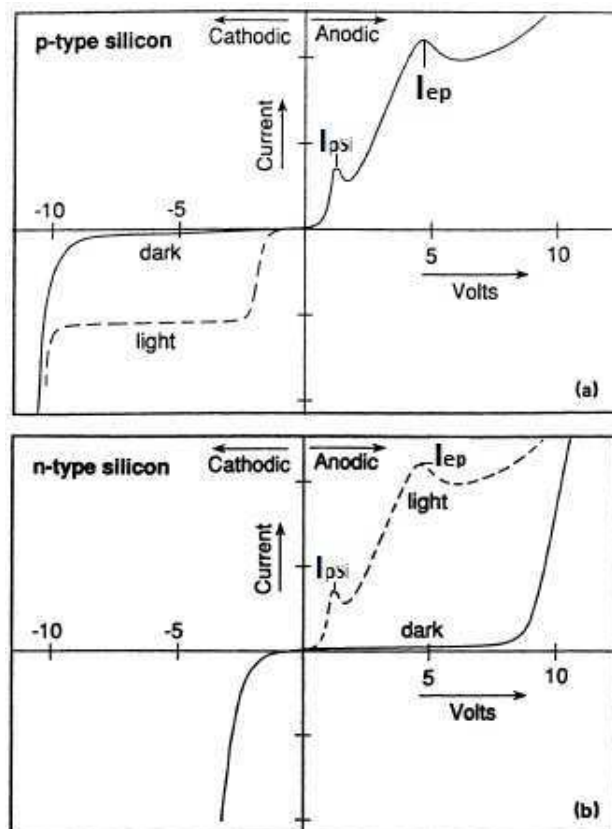 p-type silicon
Cathodic
Anodic
Iep
Ipsi
Current
-10
-5
dark
5
10
Volts
light
(a)
n-type silicon
Cathodic
Anodic
Iep
light
Ipsi
Current
-10
-5
dark
5
10
Volts
(b)